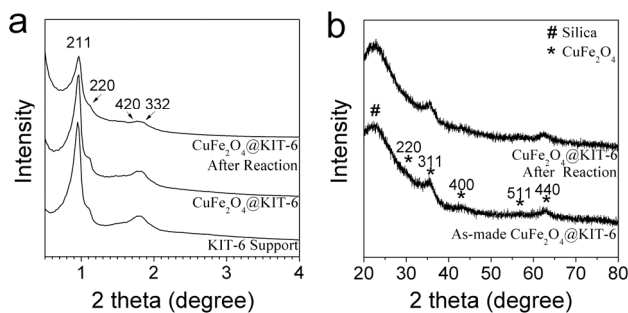 a
211
220
420 332
CuFe2O4@KIT-6
After Reaction
CuFe2O4@KIT-6
KIT-6 Support
Intensity
1 2 3 4
2 theta (degree)
b
# Silica
* CuFe2O4
#
220
311
*
*
400
*
511
*
440
*
CuFe2O4@KIT-6
After Reaction
As-made CuFe2O4@KIT-6
Intensity
20 30 40 50 60 70 80
2 theta (degree)